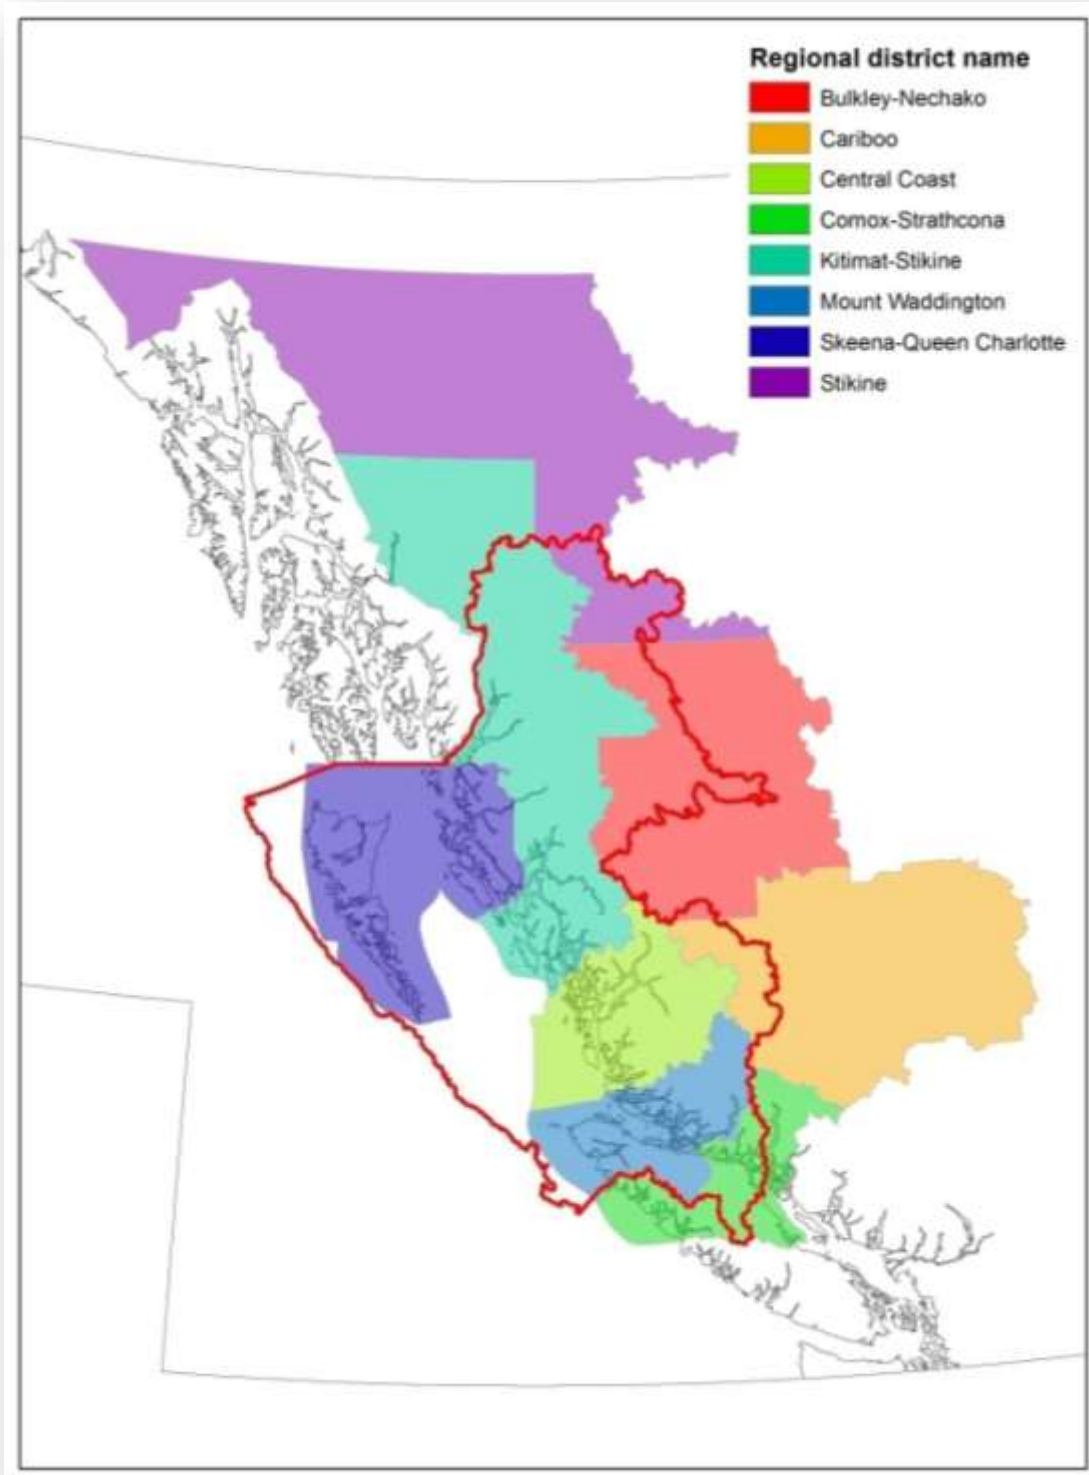 Regional district name
Bulkley-Nechako
Cariboo
Central Coast
Comox-Strathcona
Kitimat-Stikine
Mount Waddington
Skeena-Queen Charlotte
Stikine